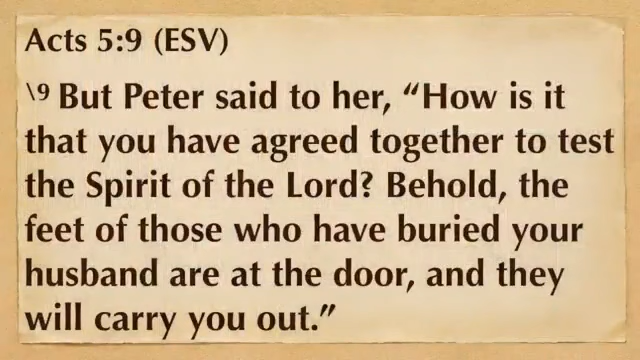 Acts 5:9 (ESV)
\9 But Peter said to her, “How is it
that you have agreed together to test
the Spirit of the Lord? Behold, the
feet of those who have buried your
husband are at the door, and they
will carry you out.”